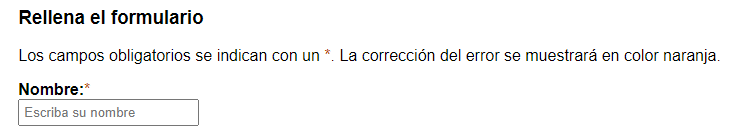 Rellena el formulario
Los campos obligatorios se indican con un *. La corrección del error se muestrará en color naranja.
Nombre:*
Escriba su nombre